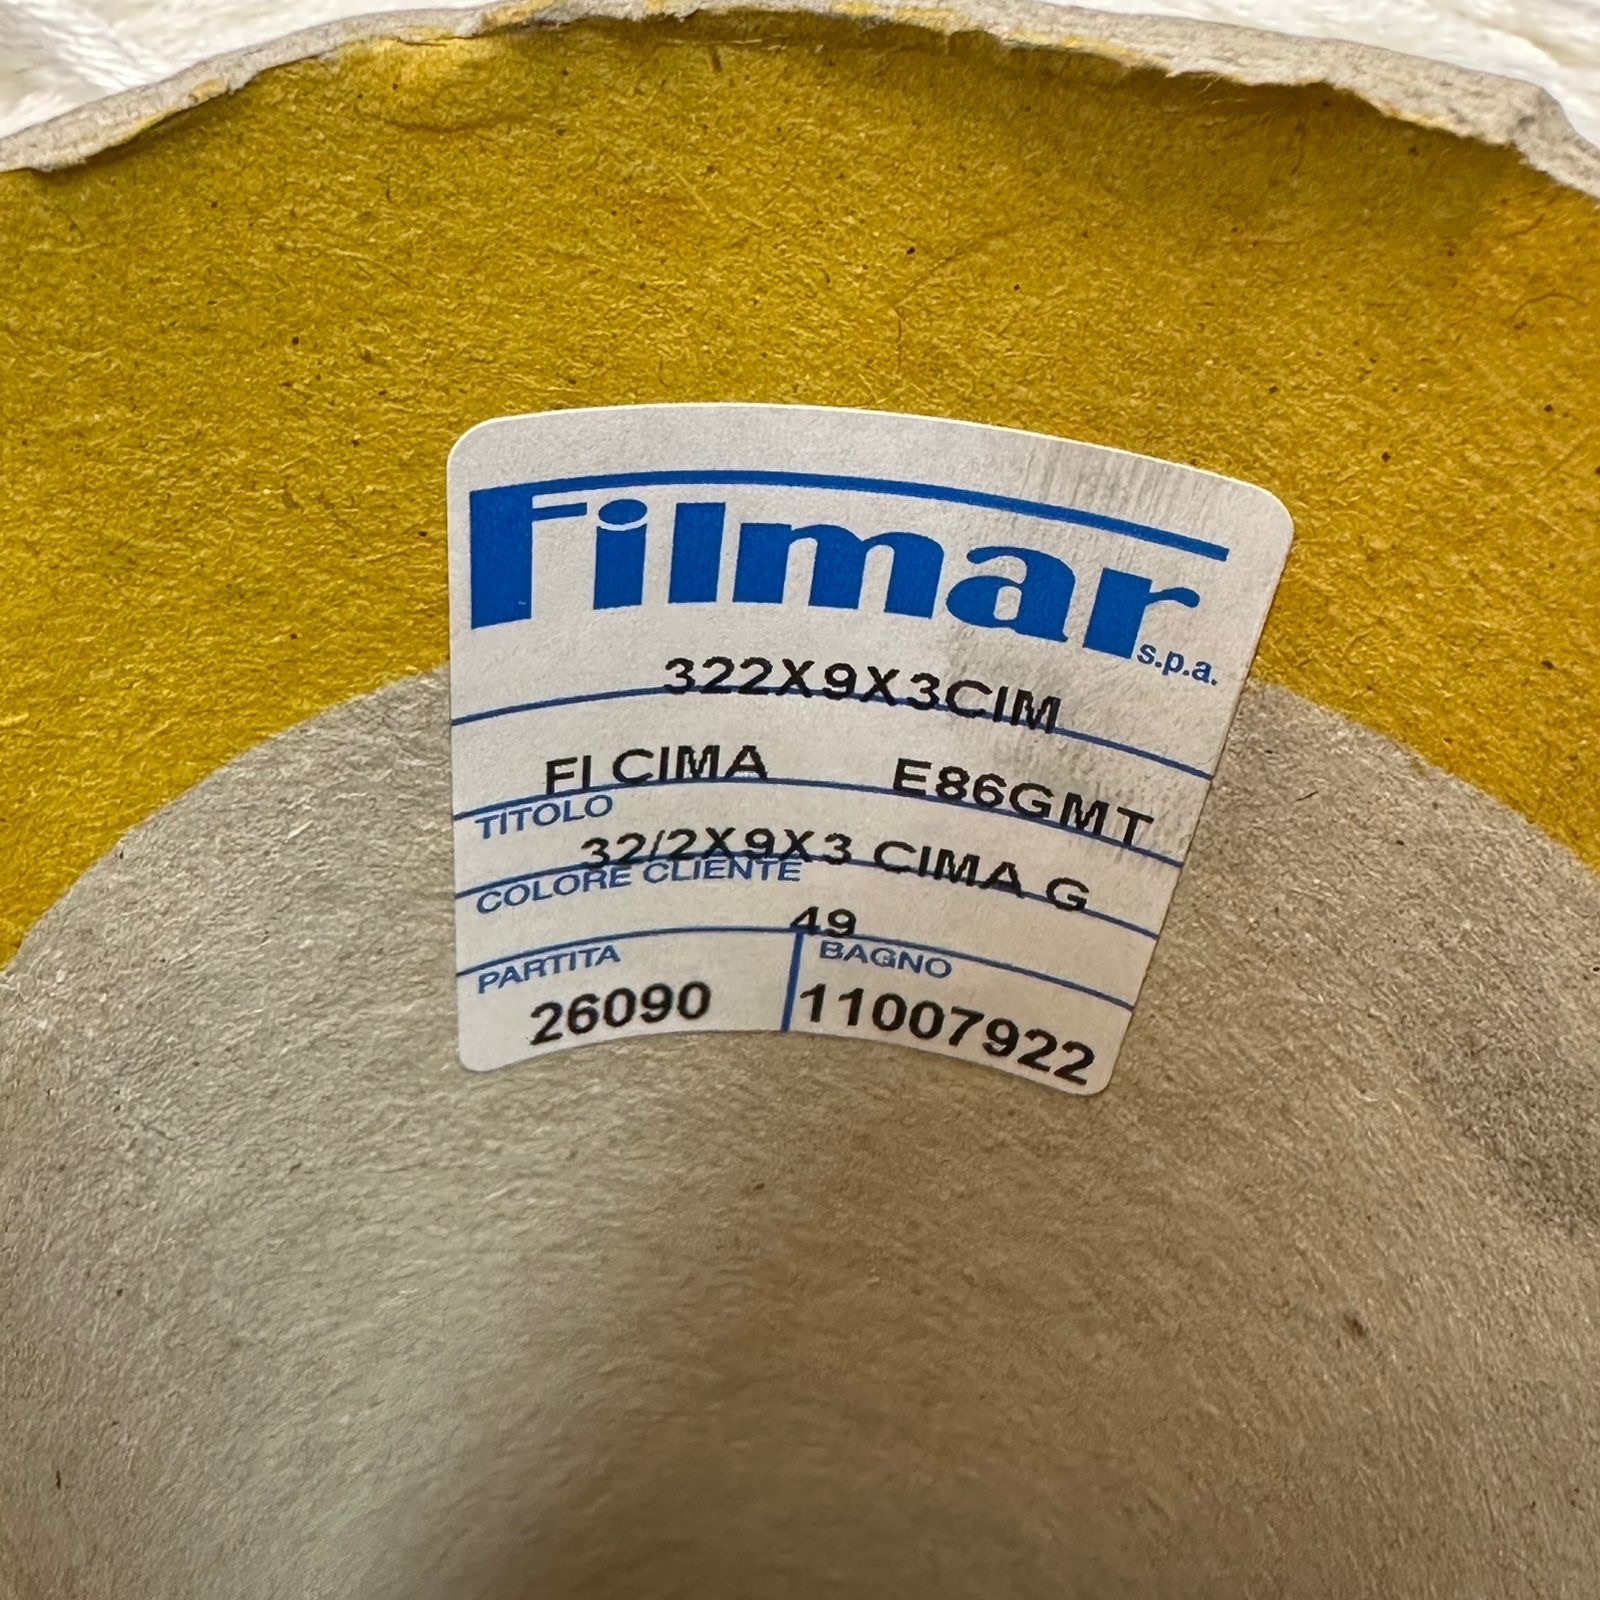 Filmar s.p.a.
322X9X3CIM
FI CIMA E86GMT
TITOLO
32/2X9X3 CIMA G
COLORE CLIENTE
49
PARTITA BAGNO
26090 11007922